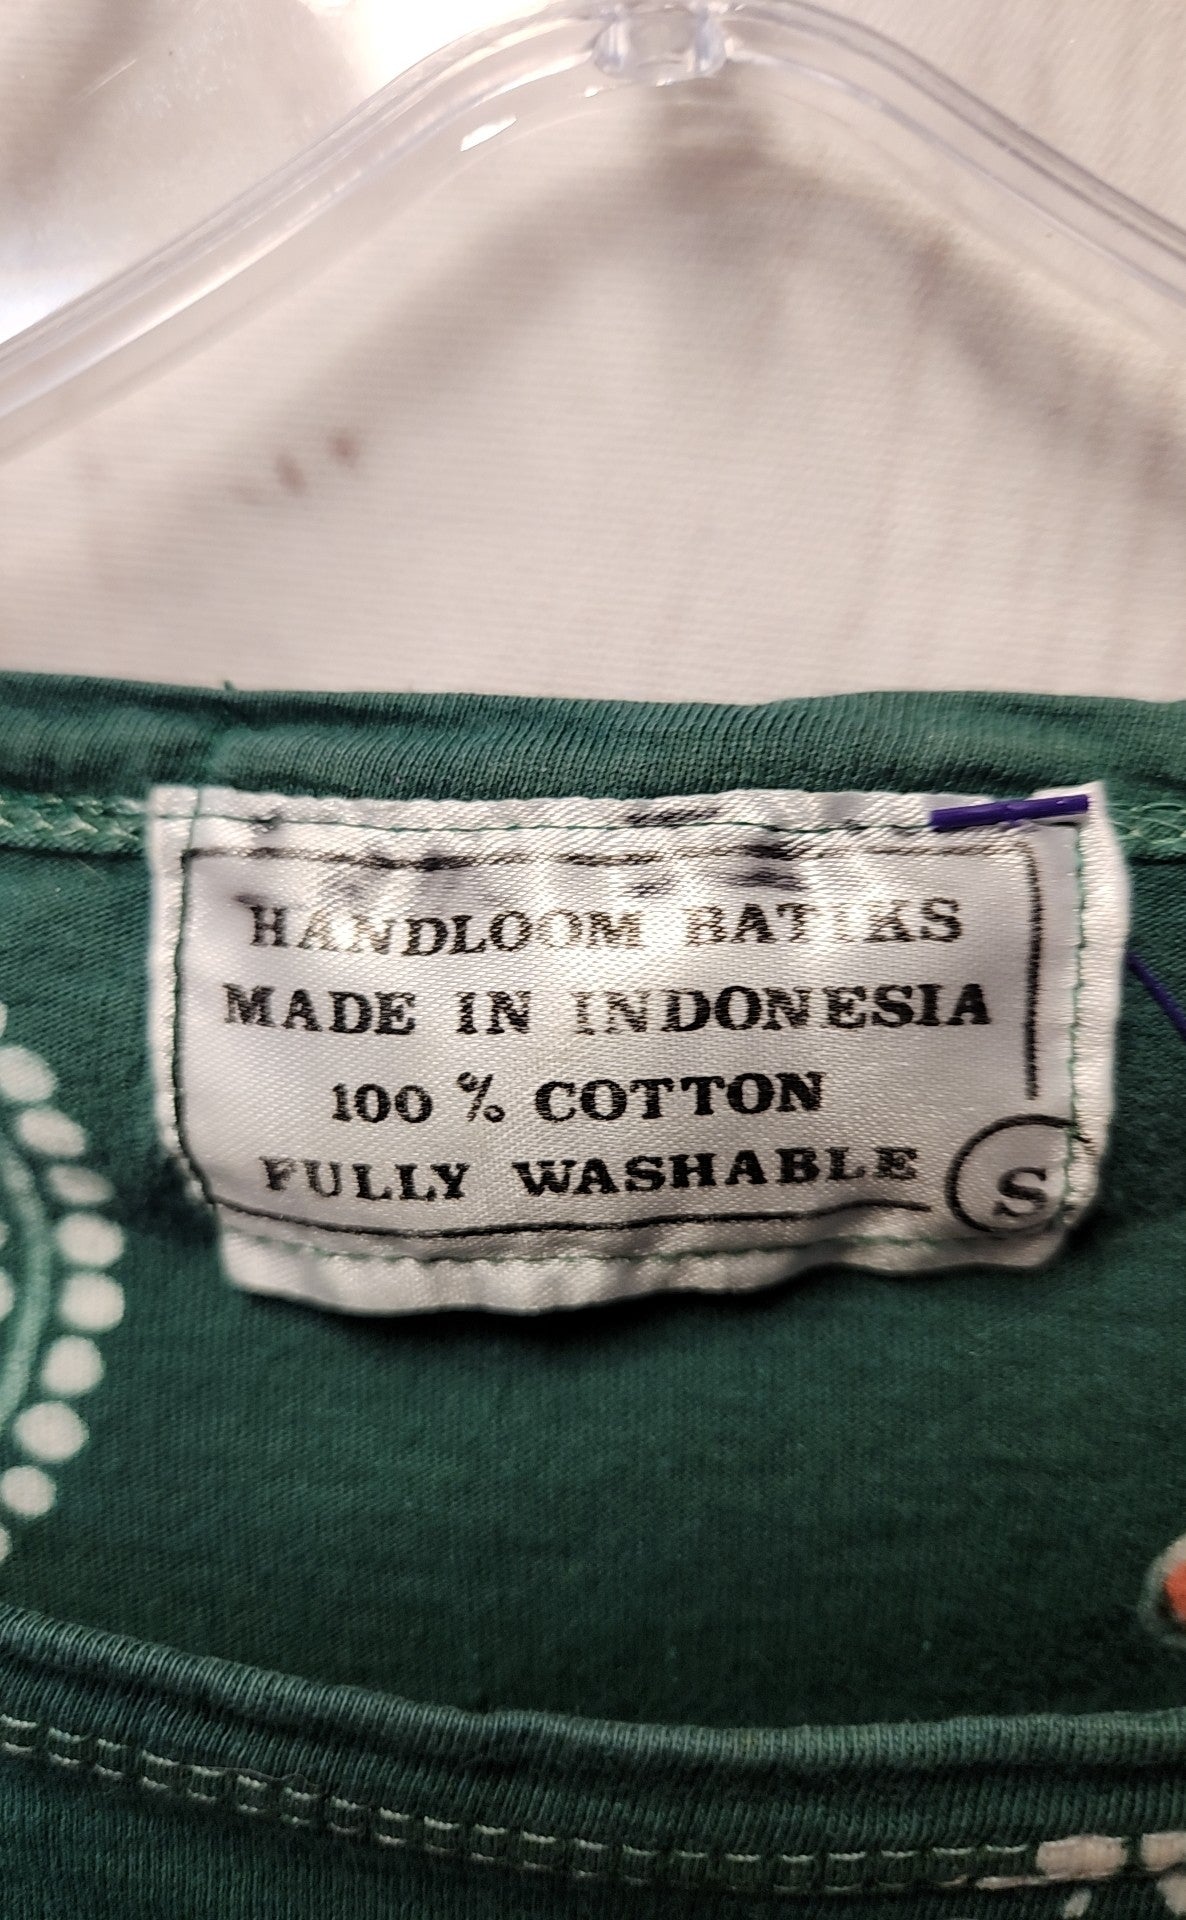 HANDLOOM BATIKS
MADE IN INDONESIA
100 % COTTON
FULLY WASHABLE
S